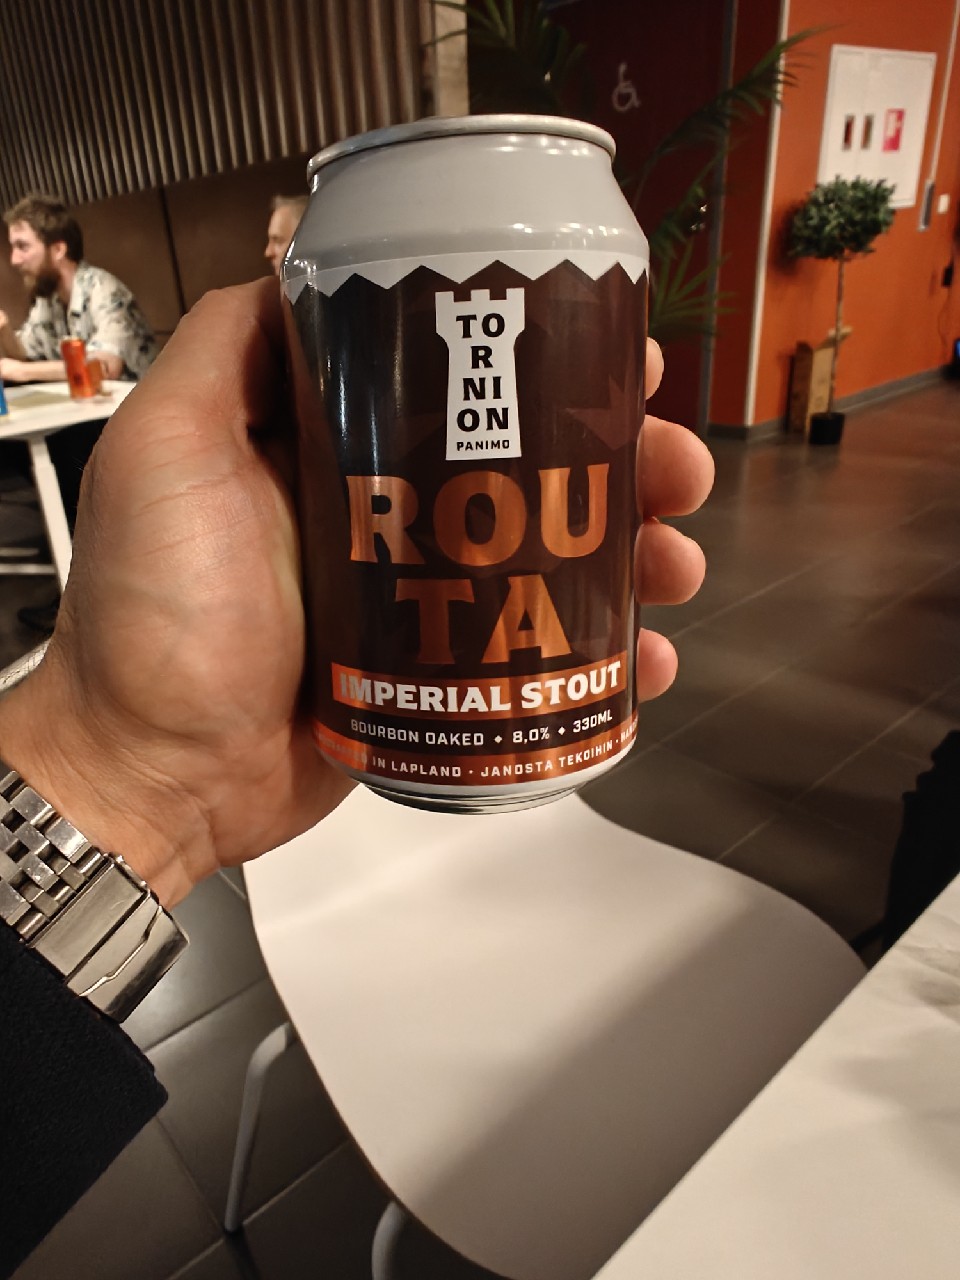 TO
R
NI
ON
PANIMO
ROU
TA
IMPERIAL STOUT
BOURBON OAKED • 8,0% • 330ML
IN LAPLAND · JANOSTA TEKOIHIN ·